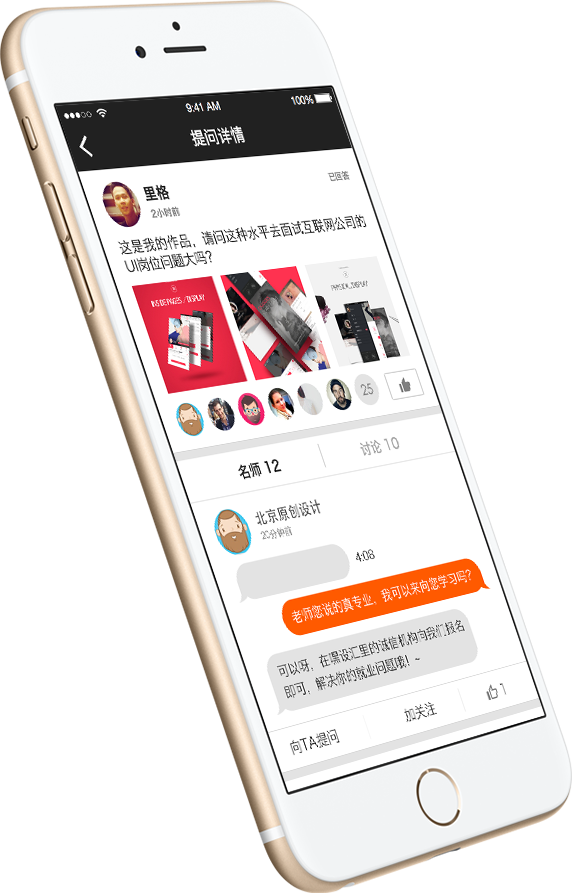 9:41 AM
100%
提问详情
里格
2小时前
已回答
这是我的作品，请问这种水平去面试互联网公司的
UI岗位问题大吗？
INSIDE PAGES / DISPLAY
25
名师 12
讨论 10
北京原创设计
20分钟前
4:08
老师您说的真专业，我可以来向您学习吗？
可以呀，在课设汇里的诚信机构向我们报名
即可，解决你的就业问题哦！~
向TA提问
加关注
1